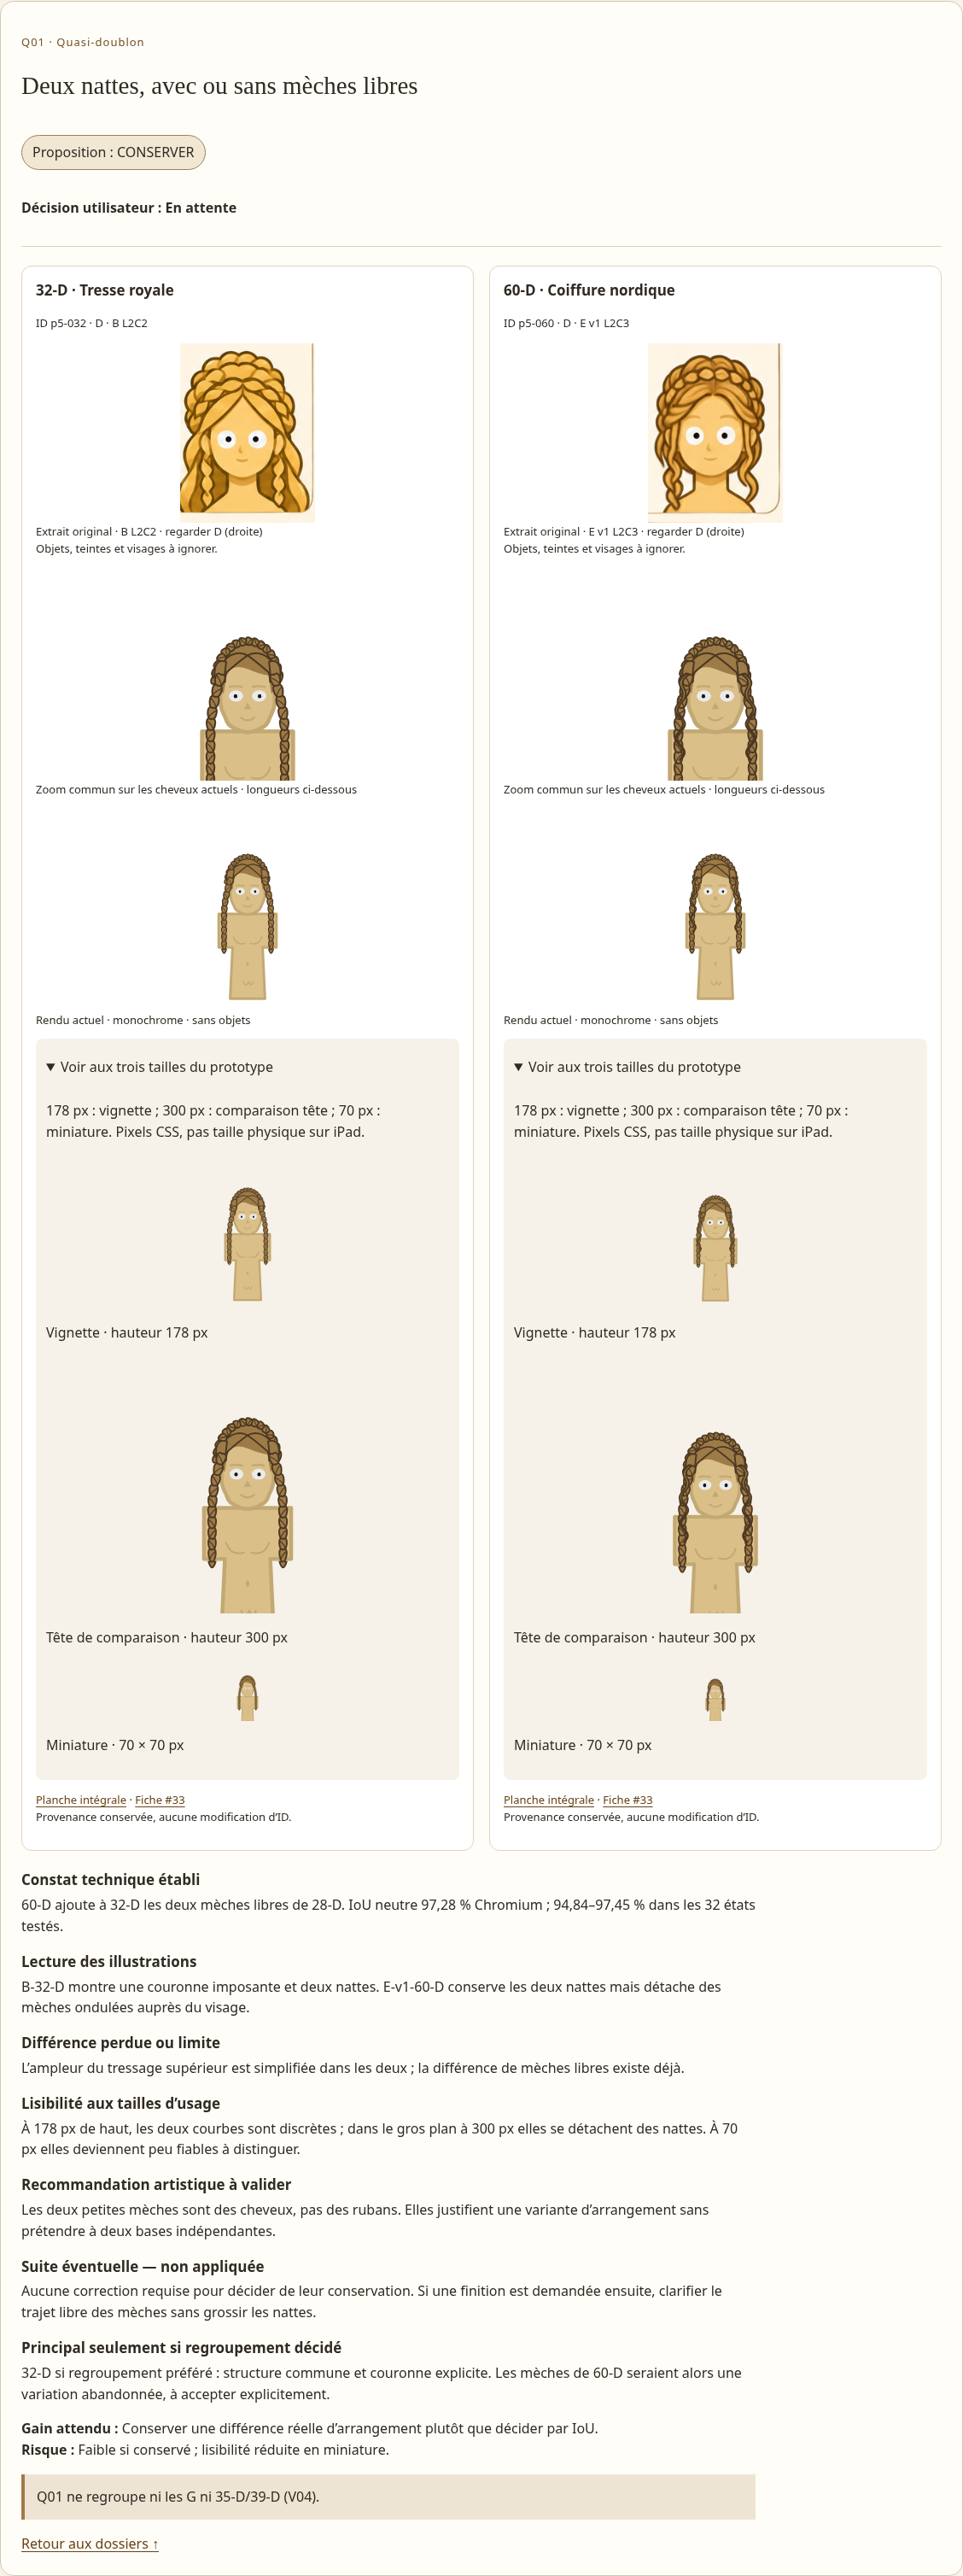 Q01 · Quasi-doublon
Deux nattes, avec ou sans mèches libres
Proposition : CONSERVER
Décision utilisateur : En attente
32-D · Tresse royale
ID p5-032 · D · B L2C2
Extrait original · B L2C2 · regarder D (droite)
Objets, teintes et visages à ignorer.
Zoom commun sur les cheveux actuels · longueurs ci-dessous
Rendu actuel · monochrome · sans objets
▼ Voir aux trois tailles du prototype
178 px : vignette ; 300 px : comparaison tête ; 70 px :
miniature. Pixels CSS, pas taille physique sur iPad.
Vignette · hauteur 178 px
Tête de comparaison · hauteur 300 px
Miniature · 70 × 70 px
Planche intégrale · Fiche #33
Provenance conservée, aucune modification d’ID.
60-D · Coiffure nordique
ID p5-060 · D · E v1 L2C3
Extrait original · E v1 L2C3 · regarder D (droite)
Objets, teintes et visages à ignorer.
Zoom commun sur les cheveux actuels · longueurs ci-dessous
Rendu actuel · monochrome · sans objets
▼ Voir aux trois tailles du prototype
178 px : vignette ; 300 px : comparaison tête ; 70 px :
miniature. Pixels CSS, pas taille physique sur iPad.
Vignette · hauteur 178 px
Tête de comparaison · hauteur 300 px
Miniature · 70 × 70 px
Planche intégrale · Fiche #33
Provenance conservée, aucune modification d’ID.
Constat technique établi
60-D ajoute à 32-D les deux mèches libres de 28-D. IoU neutre 97,28 % Chromium ; 94,84–97,45 % dans les 32 états
testés.
Lecture des illustrations
B-32-D montre une couronne imposante et deux nattes. E-v1-60-D conserve les deux nattes mais détache des
mèches ondulées auprès du visage.
Différence perdue ou limite
L’ampleur du tressage supérieur est simplifiée dans les deux ; la différence de mèches libres existe déjà.
Lisibilité aux tailles d’usage
À 178 px de haut, les deux courbes sont discrètes ; dans le gros plan à 300 px elles se détachent des nattes. À 70
px elles deviennent peu fiables à distinguer.
Recommandation artistique à valider
Les deux petites mèches sont des cheveux, pas des rubans. Elles justifient une variante d’arrangement sans
prétendre à deux bases indépendantes.
Suite éventuelle — non appliquée
Aucune correction requise pour décider de leur conservation. Si une finition est demandée ensuite, clarifier le
trajet libre des mèches sans grossir les nattes.
Principal seulement si regroupement décidé
32-D si regroupement préféré : structure commune et couronne explicite. Les mèches de 60-D seraient alors une
variation abandonnée, à accepter explicitement.
Gain attendu : Conserver une différence réelle d’arrangement plutôt que décider par IoU.
Risque : Faible si conservé ; lisibilité réduite en miniature.
Q01 ne regroupe ni les G ni 35-D/39-D (V04).
Retour aux dossiers ↑